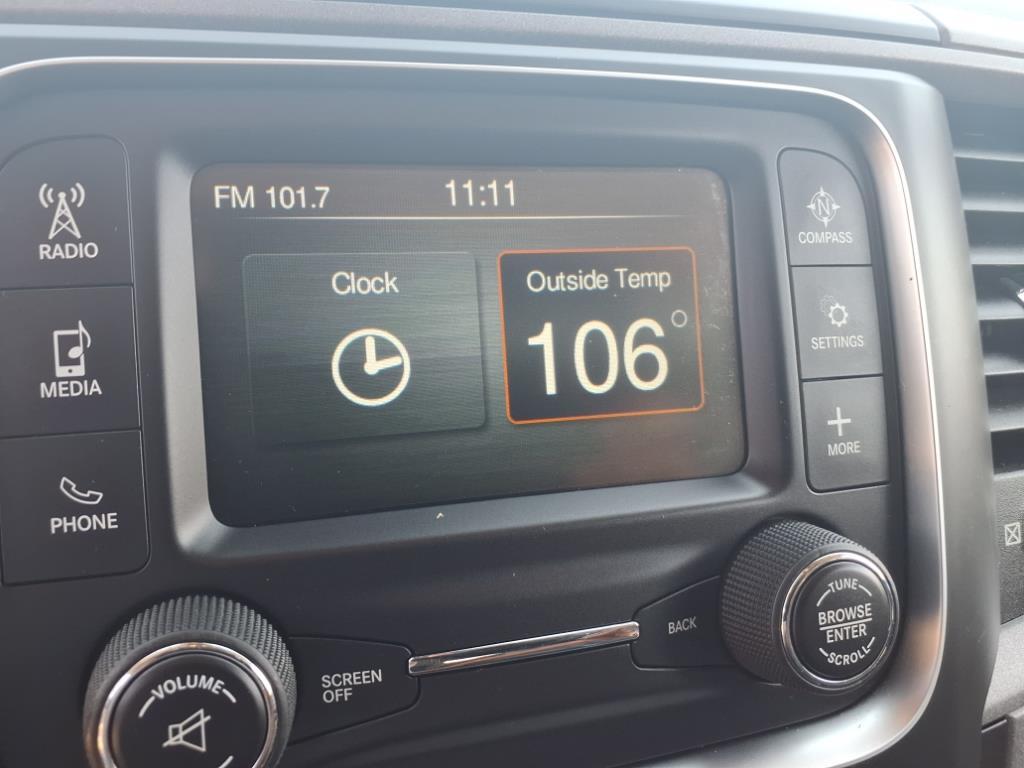 FM 101.7
11:11
Clock
Outside Temp
106°
RADIO
MEDIA
PHONE
N
COMPASS
SETTINGS
MORE
VOLUME
SCREEN
OFF
BACK
TUNE
BROWSE
ENTER
SCROLL